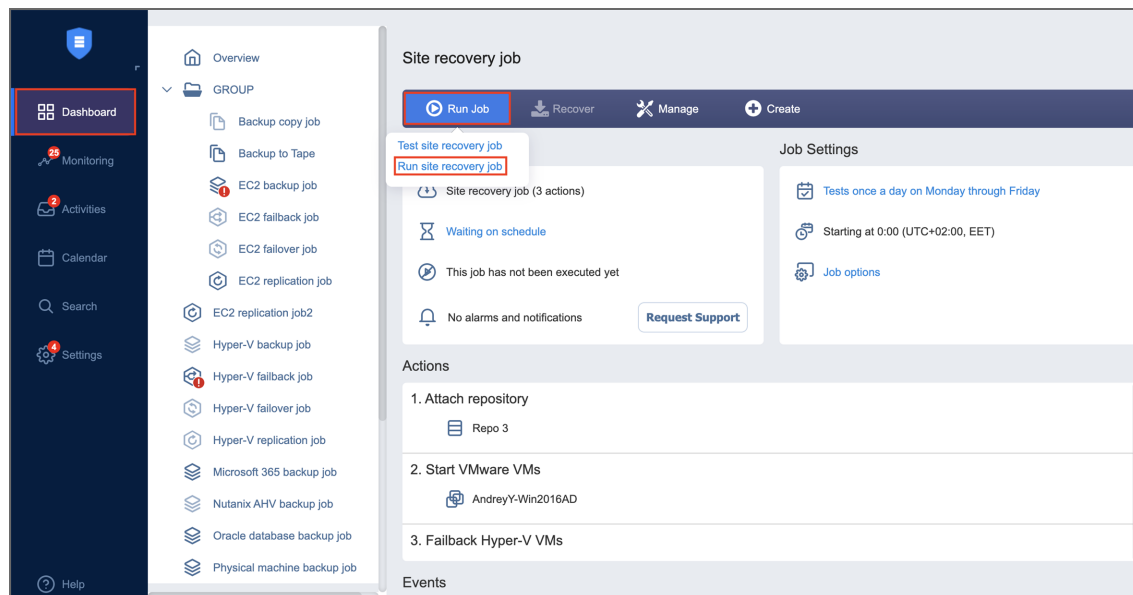 Dashboard
25
Monitoring
2
Activities
Calendar
Search
4
Settings
Help
Overview
GROUP
Backup copy job
Backup to Tape
EC2 backup job
EC2 failback job
EC2 failover job
EC2 replication job
EC2 replication job2
Hyper-V backup job
Hyper-V failback job
Hyper-V failover job
Hyper-V replication job
Microsoft 365 backup job
Nutanix AHV backup job
Oracle database backup job
Physical machine backup job
Site recovery job
Run Job
Recover
Manage
Create
Test site recovery job
Run site recovery job
Site recovery job (3 actions)
Waiting on schedule
This job has not been executed yet
No alarms and notifications
Request Support
Job Settings
Tests once a day on Monday through Friday
Starting at 0:00 (UTC+02:00, EET)
Job options
Actions
1. Attach repository
Repo 3
2. Start VMware VMs
AndreyY-Win2016AD
3. Failback Hyper-V VMs
Events